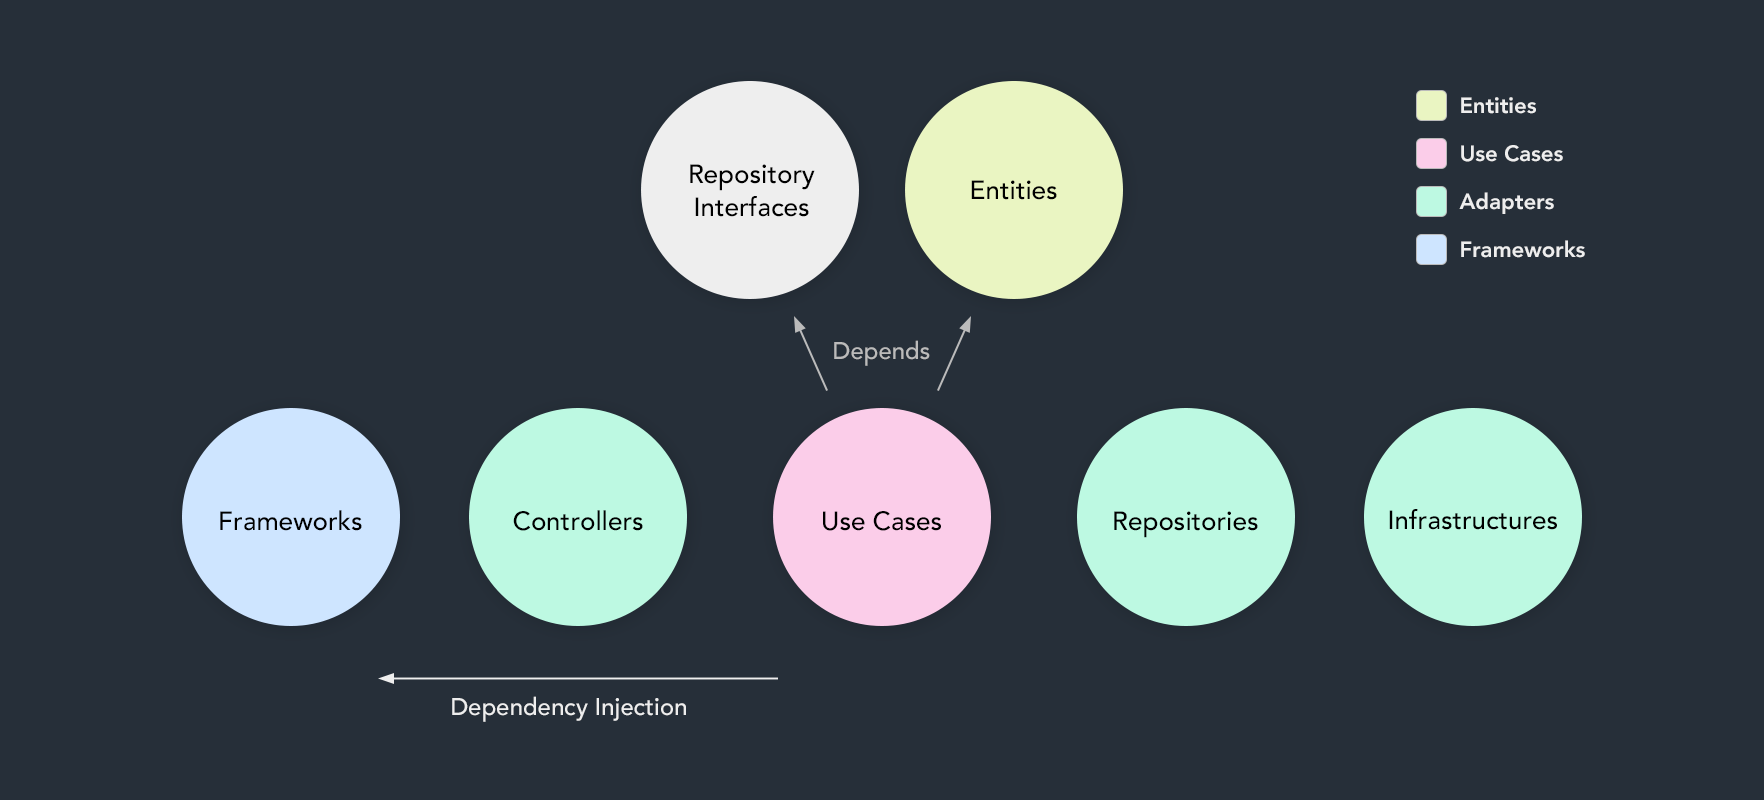 Repository
Interfaces
Entities
Entities
Use Cases
Adapters
Frameworks
Depends
Frameworks
Controllers
Use Cases
Repositories
Infrastructures
Dependency Injection